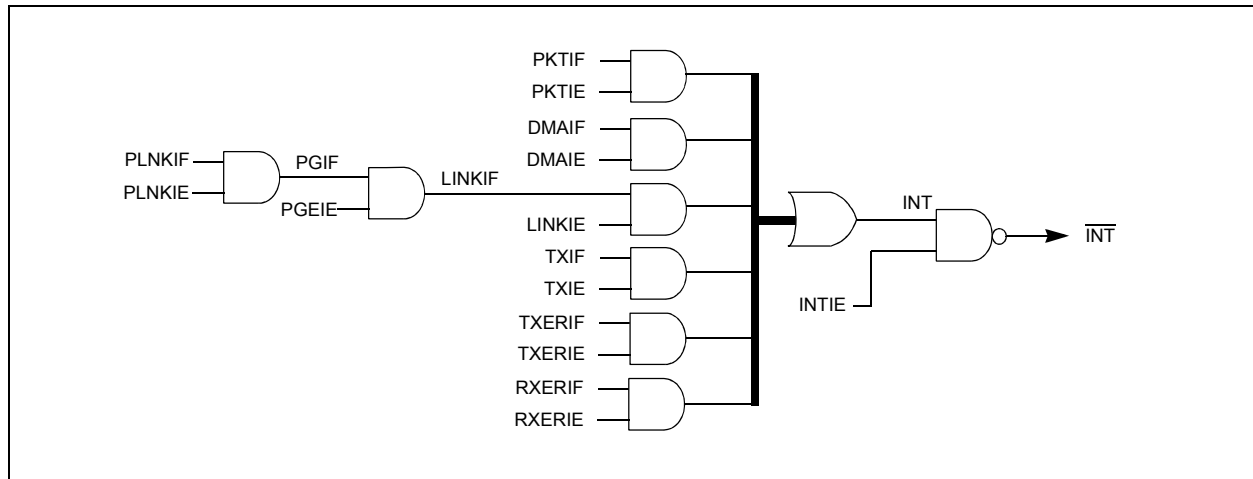 PKTIF
PKTIE
DMAIF
DMAIE
PLNKIF
PLNKIE
PGIF
PGEIE
LINKIF
LINKIE
TXIF
TXIE
TXERIF
TXERIE
RXERIF
RXERIE
INT
INTIE
INT